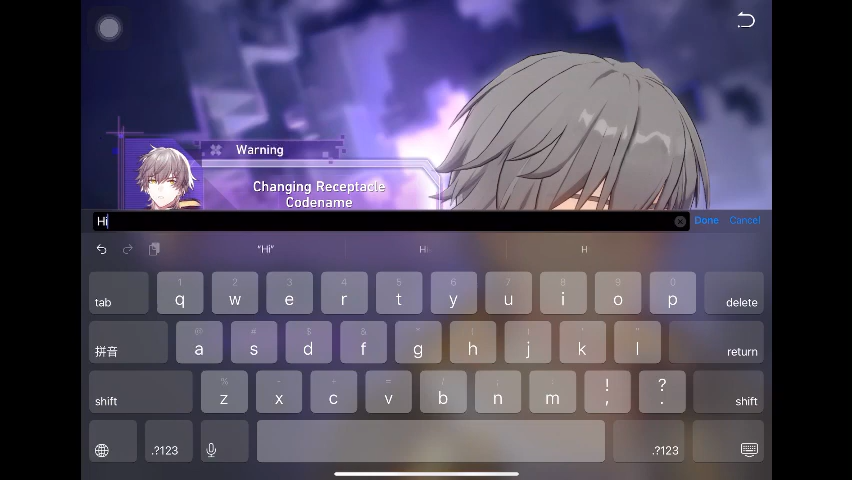 Warning
Changing Receptacle
Codename
Hi
Done Cancel
"Hi" H
1 2 3 4 5 6 7 8 9 0
tab q w e r t y u i o p delete
@ # $ & * ( ) ' "
拼音 a s d f g h j k l return
% - + = / ; :
shift z x c v b n m ! , ? . shift
.?123 .?123